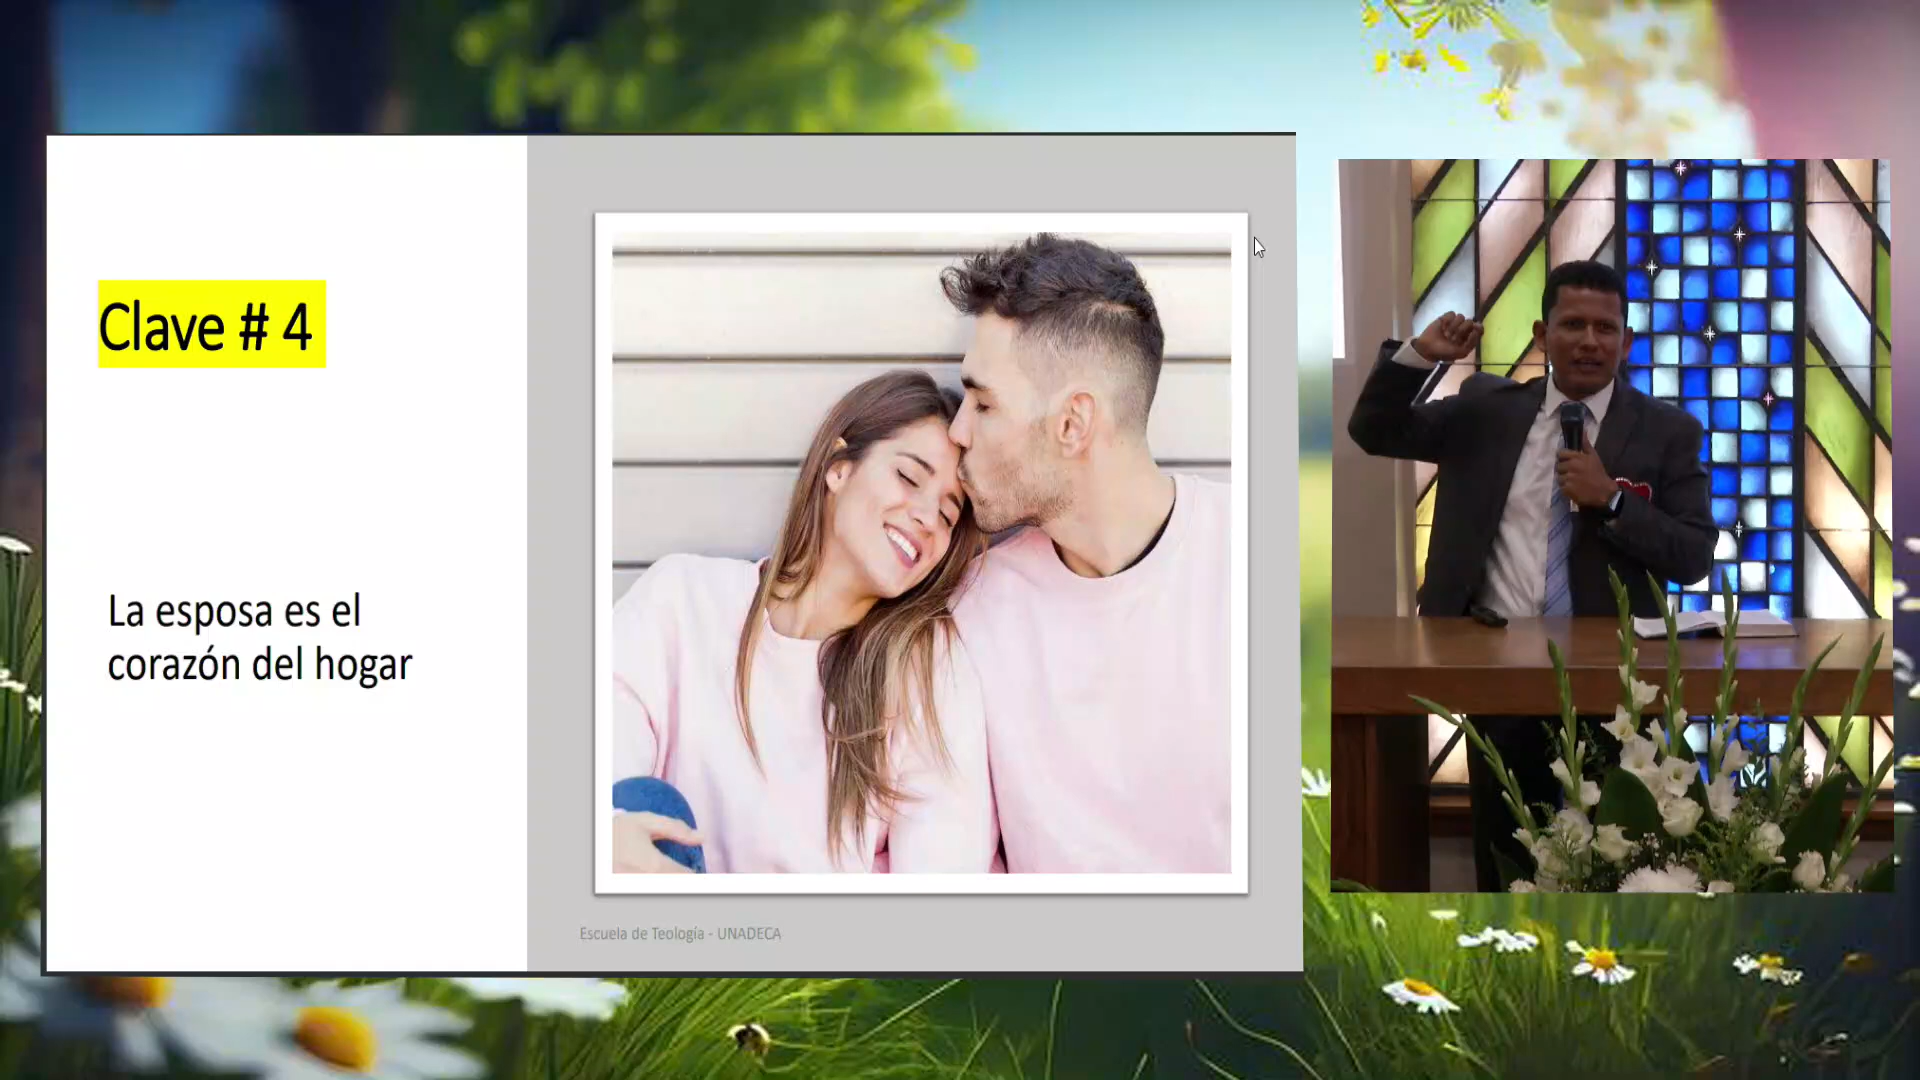 Clave # 4
La esposa es el
corazón del hogar
Escuela de Teología - UNADECA